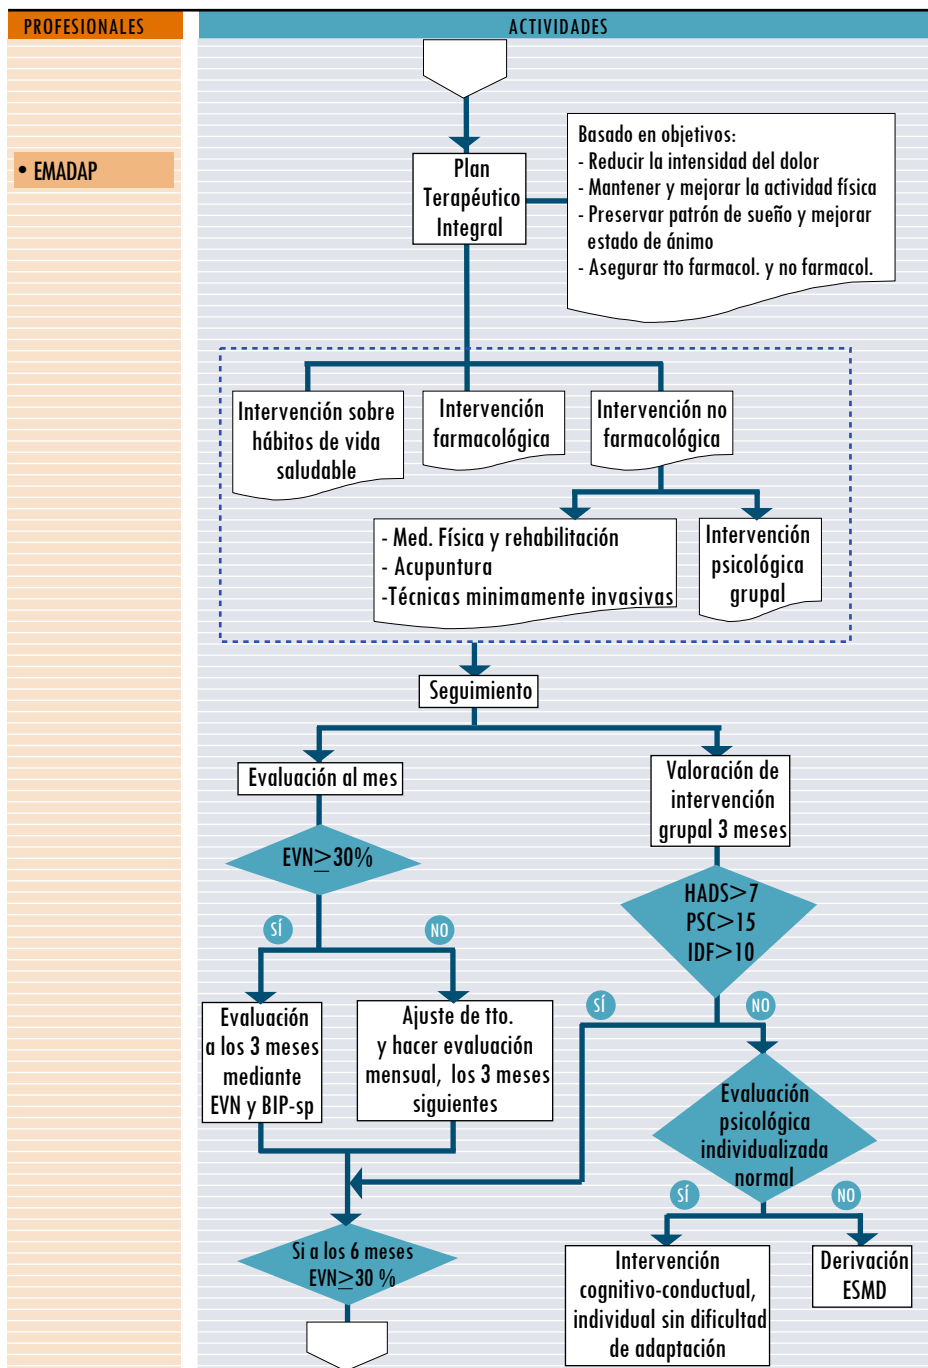 PROFESIONALES
ACTIVIDADES
• EMADAP
Plan
Terapéutico
Integral
Basado en objetivos:
- Reducir la intensidad del dolor
- Mantener y mejorar la actividad física
- Preservar patrón de sueño y mejorar
estado de ánimo
- Asegurar tto farmacol. y no farmacol.
Intervención sobre
hábitos de vida
saludable
Intervención
farmacológica
Intervención no
farmacológica
- Med. Física y rehabilitación
- Acupuntura
-Técnicas minimamente invasivas
Intervención
psicológica
grupal
Seguimiento
Evaluación al mes
Valoración de
intervención
grupal 3 meses
EVN≥30%
HADS>7
PSC>15
IDF>10
SÍ
NO
SÍ
NO
Evaluación
a los 3 meses
mediante
EVN y BIP-sp
Ajuste de tto.
y hacer evaluación
mensual, los 3 meses
siguientes
Evaluación
psicológica
individualizada
normal
SÍ
NO
Si a los 6 meses
EVN≥30 %
Intervención
cognitivo-conductual,
individual sin dificultad
de adaptación
Derivación
ESMD